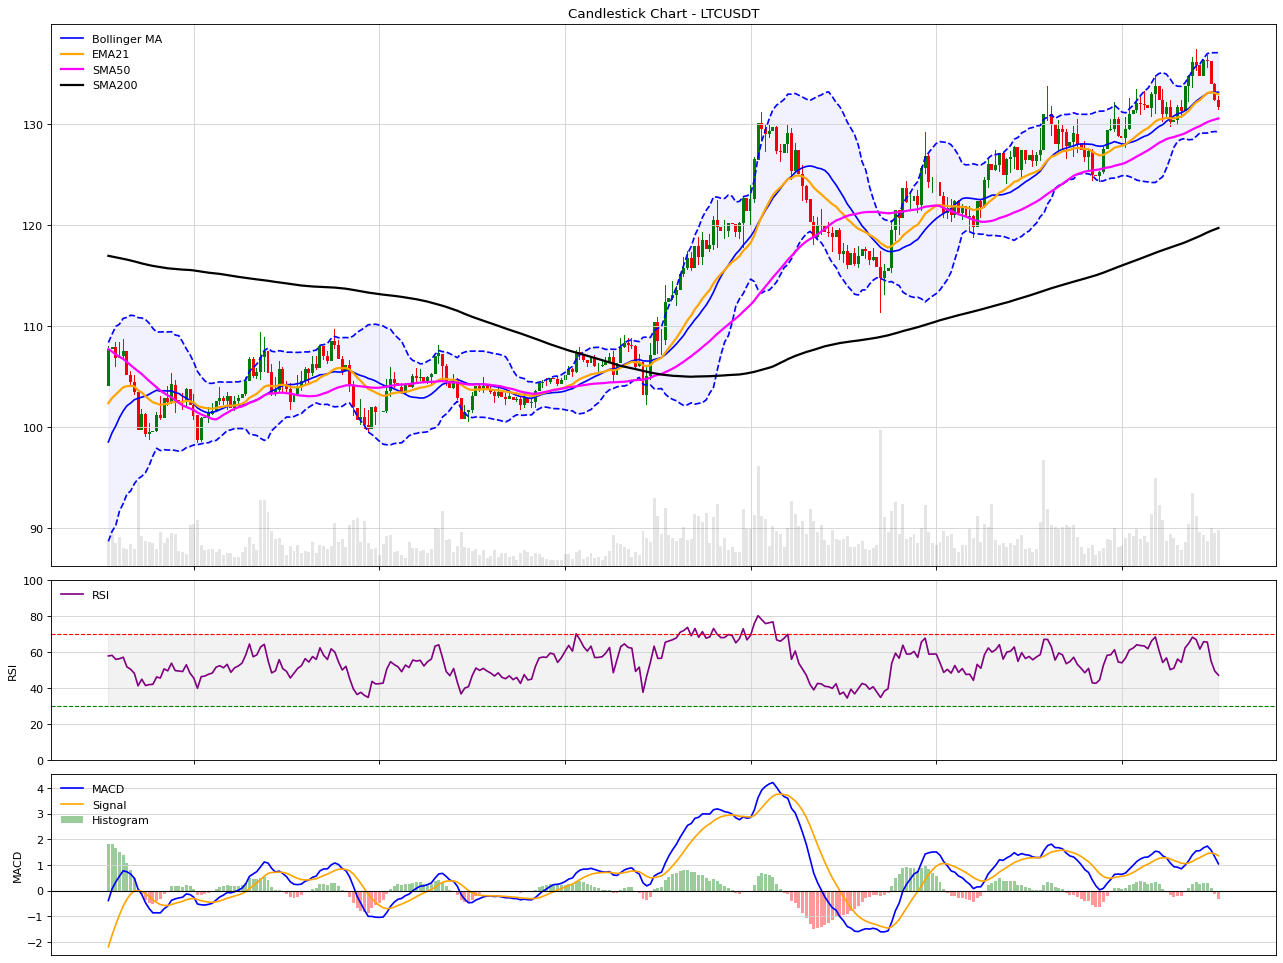 Candlestick Chart - LTCUSDT
Bollinger MA
EMA21
SMA50
SMA200
130
120
110
100
90
RSI
100
80
60
40
20
0
RSI
MACD
Signal
Histogram
4
3
2
1
0
−1
−2
MACD